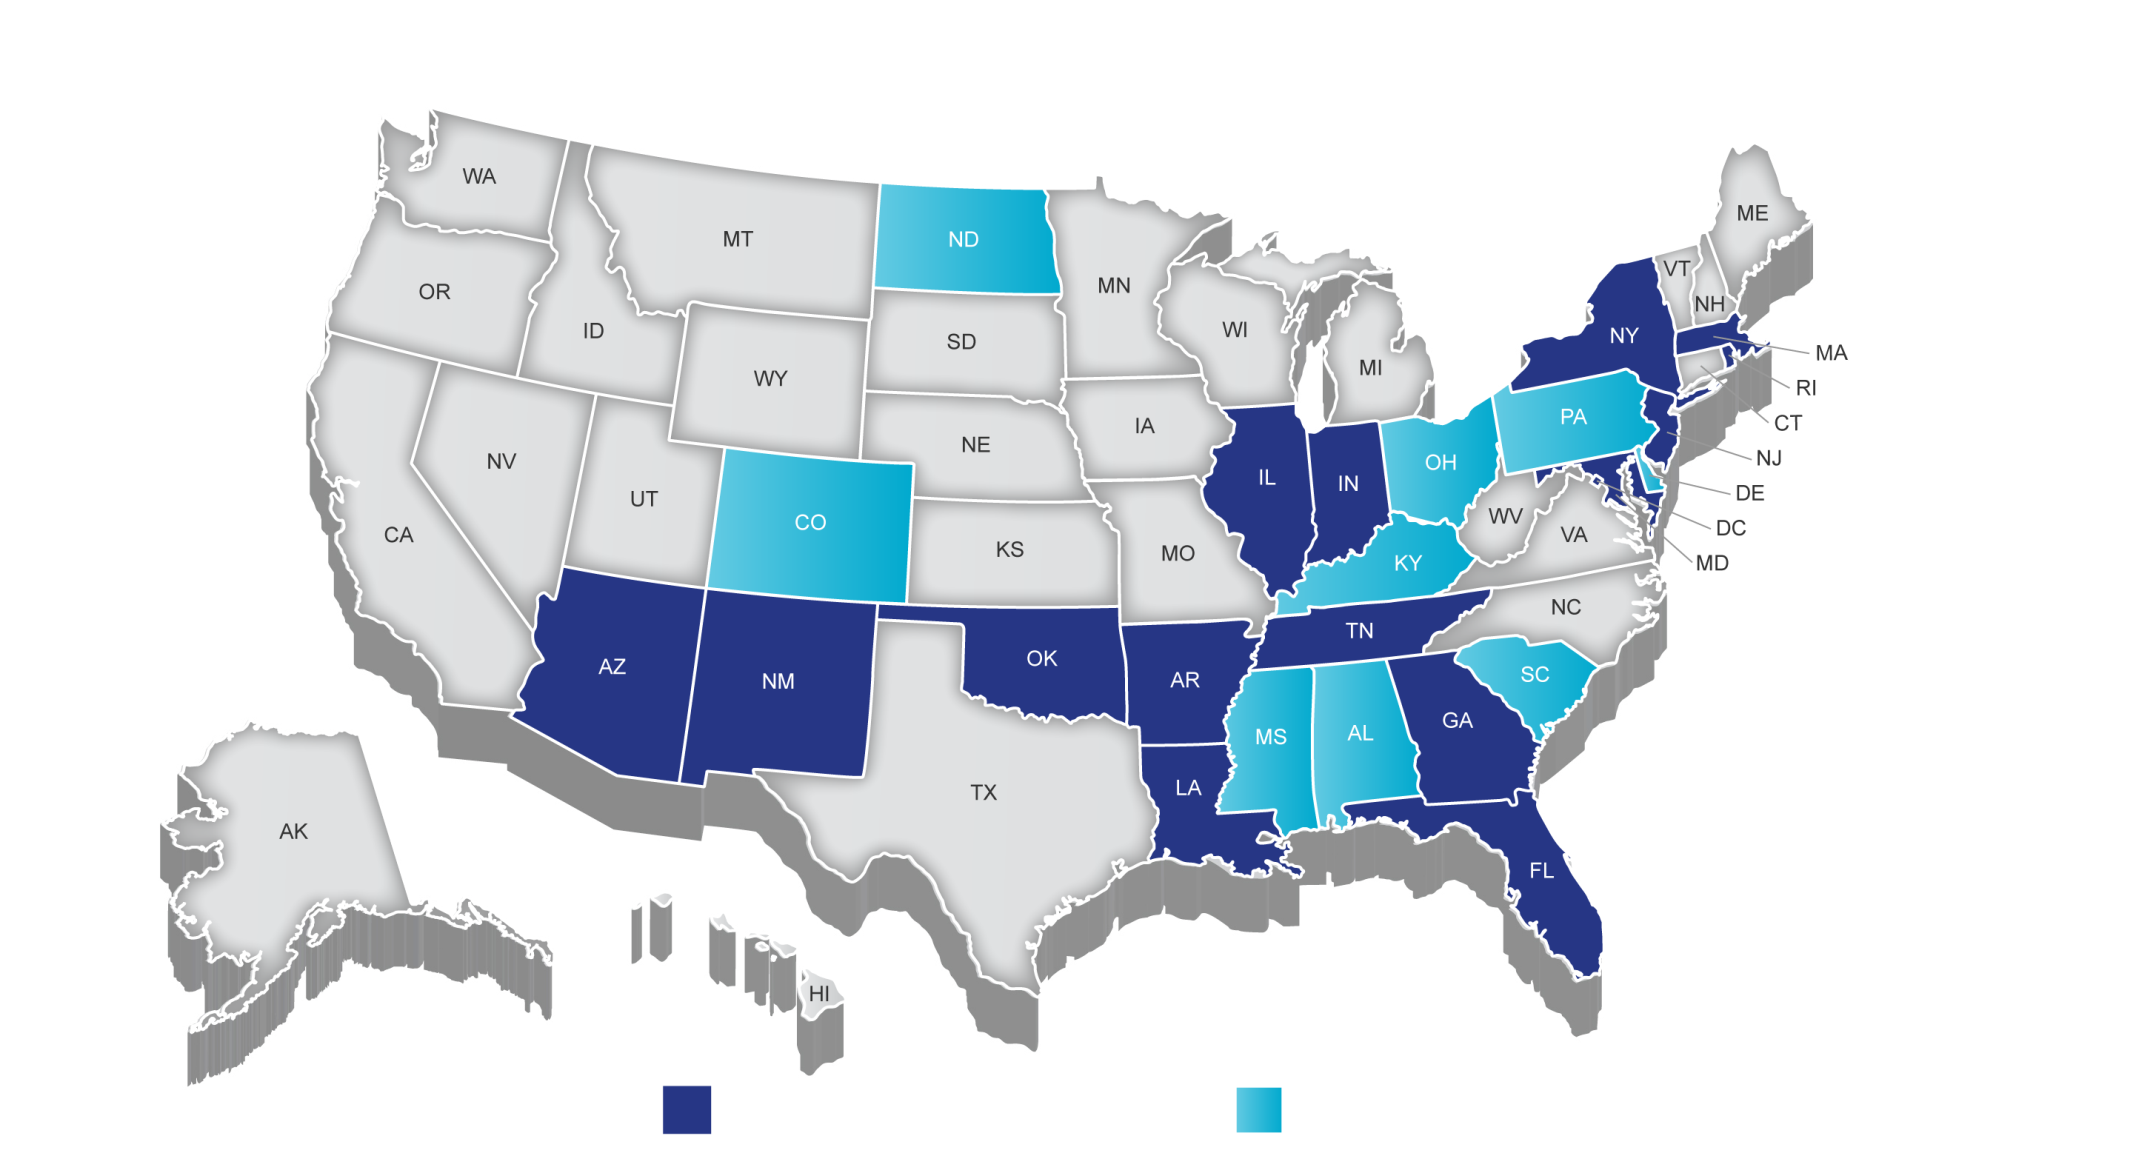 WA
MT
ND
MN
ME
OR
ID
SD
WI
MI
VT
NH
NY
MA
RI
WY
NE
IA
PA
CT
NJ
NV
UT
CO
IL
IN
OH
DE
DC
MD
CA
KS
MO
KY
WV
VA
NC
AZ
NM
OK
AR
TN
SC
MS
AL
GA
TX
LA
AK
FL
HI